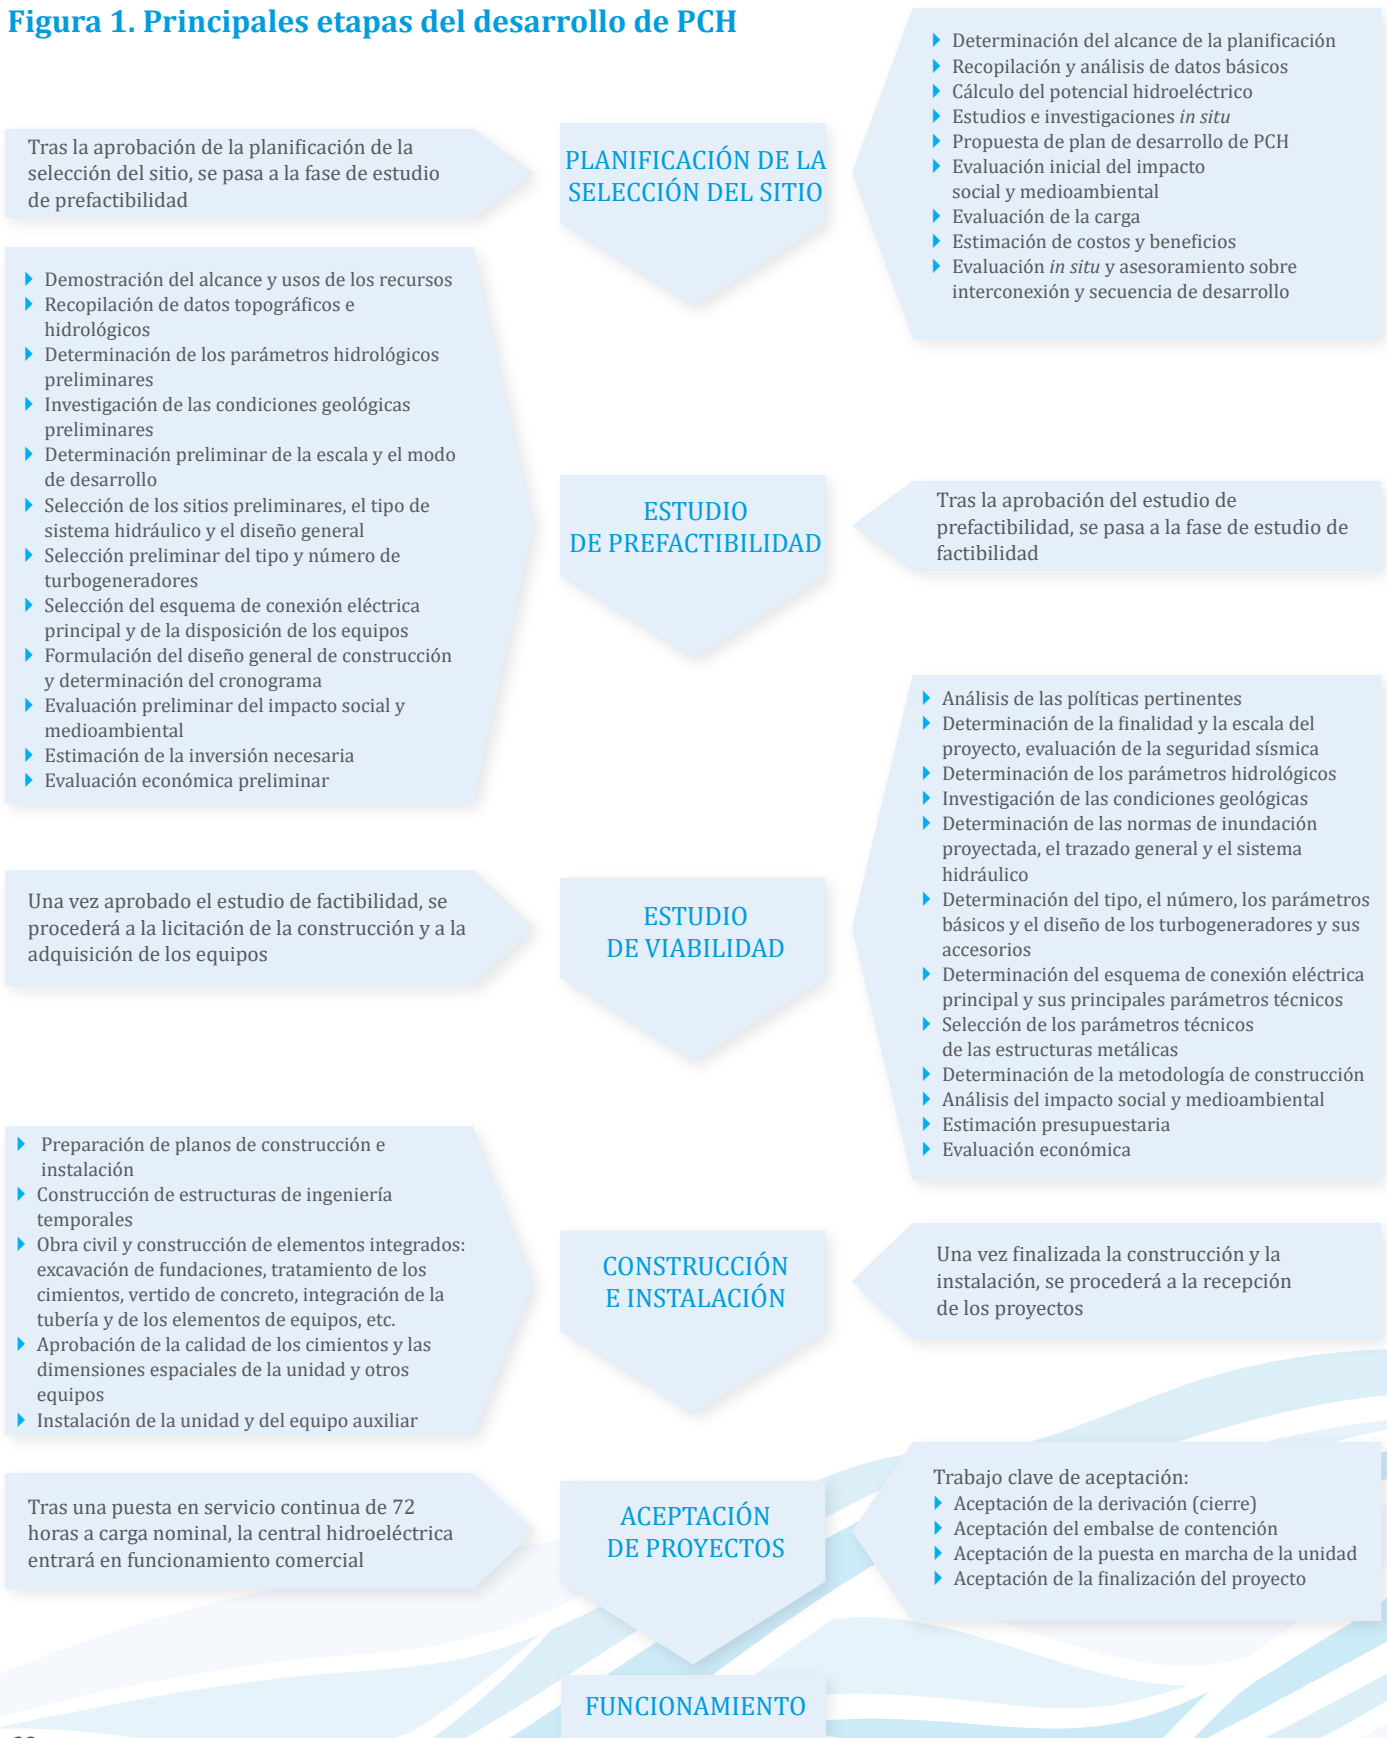 Figura 1. Principales etapas del desarrollo de PCH
Tras la aprobación de la planificación de la
selección del sitio, se pasa a la fase de estudio
de prefactibilidad
PLANIFICACIÓN DE LA
SELECCIÓN DEL SITIO
Determinación del alcance de la planificación
Recopilación y análisis de datos básicos
Cálculo del potencial hidroeléctrico
Estudios e investigaciones in situ
Propuesta de plan de desarrollo de PCH
Evaluación inicial del impacto
social y medioambiental
Evaluación de la carga
Estimación de costos y beneficios
Evaluación in situ y asesoramiento sobre
interconexión y secuencia de desarrollo
Demostración del alcance y usos de los recursos
Recopilación de datos topográficos e
hidrológicos
Determinación de los parámetros hidrológicos
preliminares
Investigación de las condiciones geológicas
preliminares
Determinación preliminar de la escala y el modo
de desarrollo
Selección de los sitios preliminares, el tipo de
sistema hidráulico y el diseño general
Selección preliminar del tipo y número de
turbogeneradores
Selección del esquema de conexión eléctrica
principal y de la disposición de los equipos
Formulación del diseño general de construcción
y determinación del cronograma
Evaluación preliminar del impacto social y
medioambiental
Estimación de la inversión necesaria
Evaluación económica preliminar
ESTUDIO
DE PREFACTIBILIDAD
Tras la aprobación del estudio de
prefactibilidad, se pasa a la fase de estudio de
factibilidad
Una vez aprobado el estudio de factibilidad, se
procederá a la licitación de la construcción y a la
adquisición de los equipos
ESTUDIO
DE VIABILIDAD
Análisis de las políticas pertinentes
Determinación de la finalidad y la escala del
proyecto, evaluación de la seguridad sísmica
Determinación de los parámetros hidrológicos
Investigación de las condiciones geológicas
Determinación de las normas de inundación
proyectada, el trazado general y el sistema
hidráulico
Determinación del tipo, el número, los parámetros
básicos y el diseño de los turbogeneradores y sus
accesorios
Determinación del esquema de conexión eléctrica
principal y sus principales parámetros técnicos
Selección de los parámetros técnicos
de las estructuras metálicas
Determinación de la metodología de construcción
Análisis del impacto social y medioambiental
Estimación presupuestaria
Evaluación económica
Preparación de planos de construcción e
instalación
Construcción de estructuras de ingeniería
temporales
Obra civil y construcción de elementos integrados:
excavación de fundaciones, tratamiento de los
cimientos, vertido de concreto, integración de la
tubería y de los elementos de equipos, etc.
Aprobación de la calidad de los cimientos y las
dimensiones espaciales de la unidad y otros
equipos
Instalación de la unidad y del equipo auxiliar
CONSTRUCCIÓN
E INSTALACIÓN
Una vez finalizada la construcción y la
instalación, se procederá a la recepción
de los proyectos
Tras una puesta en servicio continua de 72
horas a carga nominal, la central hidroeléctrica
entrará en funcionamiento comercial
ACEPTACIÓN
DE PROYECTOS
Trabajo clave de aceptación:
Aceptación de la derivación (cierre)
Aceptación del embalse de contención
Aceptación de la puesta en marcha de la unidad
Aceptación de la finalización del proyecto
FUNCIONAMIENTO